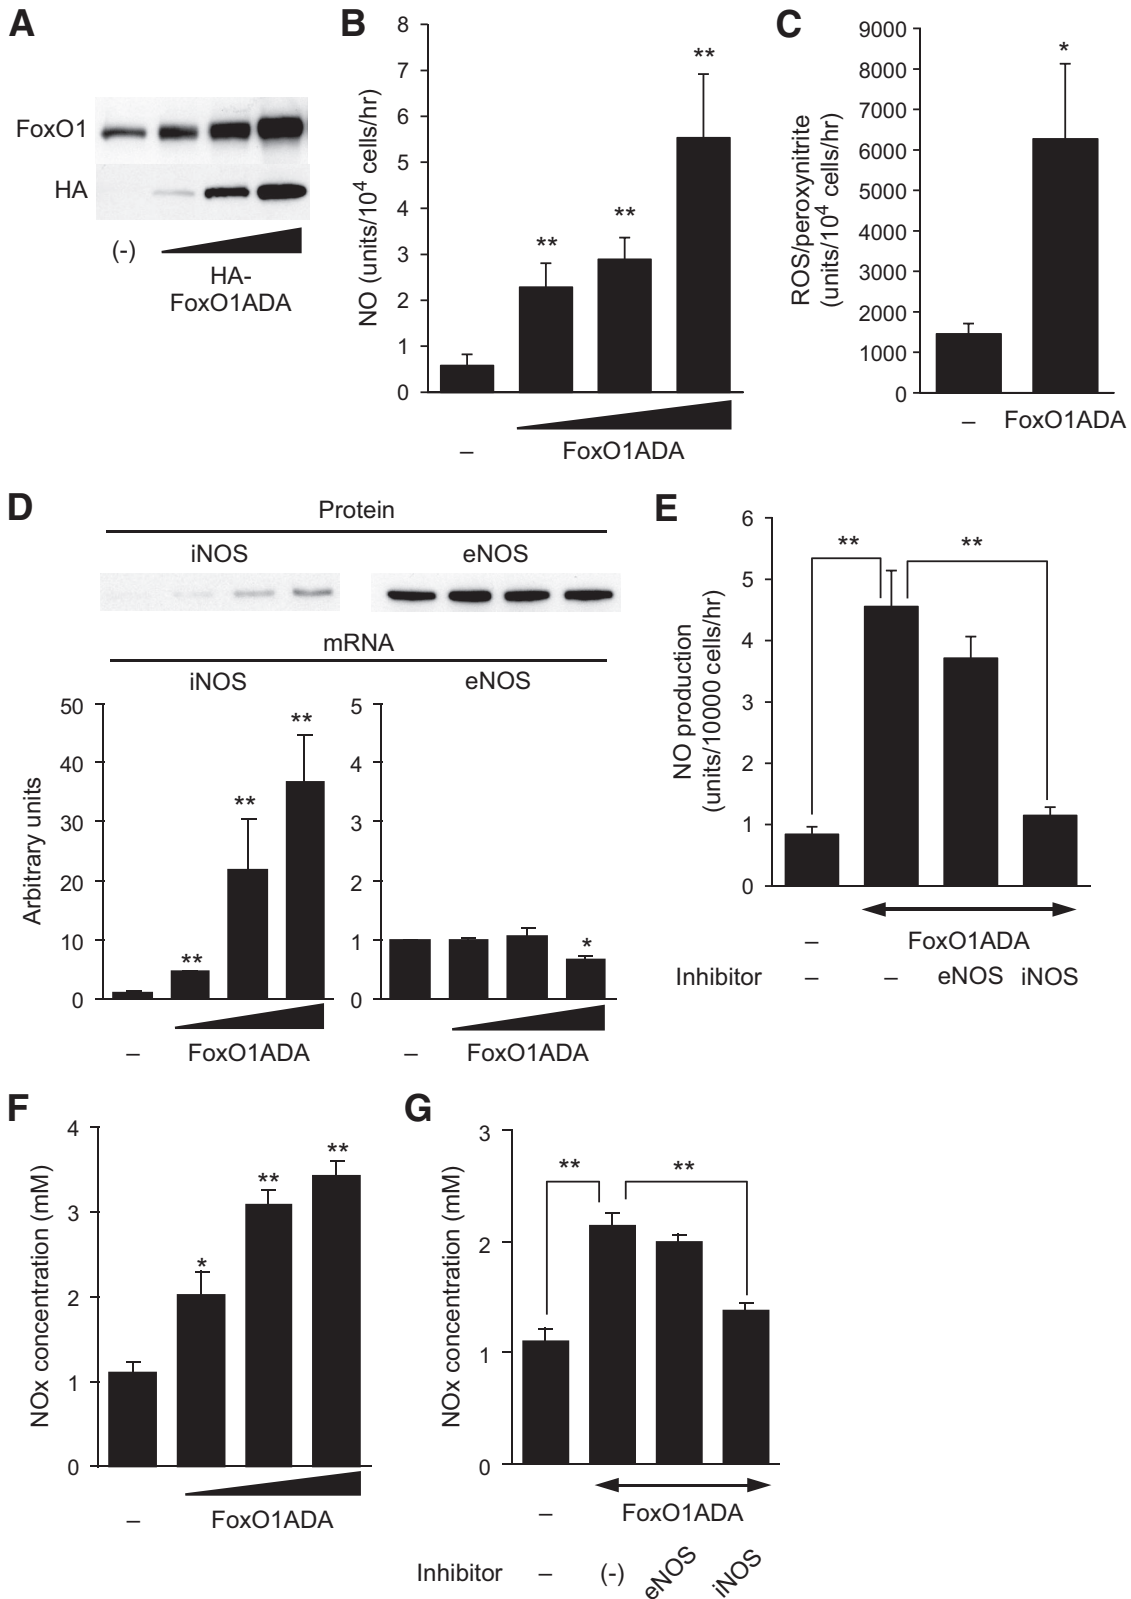 A
FoxO1
HA
(-)
HA-
FoxO1ADA
B
NO (units/10⁴ cells/hr)
8
7
6
5
4
3
2
1
0
**
**
**
–
FoxO1ADA
C
ROS/peroxynitrite
(units/10⁴ cells/hr)
9000
8000
7000
6000
5000
4000
3000
2000
1000
0
*
–
FoxO1ADA
D
Protein
iNOS
eNOS
mRNA
iNOS
eNOS
Arbitrary units
50
40
30
20
10
0
**
**
**
–
FoxO1ADA
5
4
3
2
1
0
*
–
FoxO1ADA
E
NO production
(units/10000 cells/hr)
6
5
4
3
2
1
0
**
**
–
FoxO1ADA
Inhibitor – – eNOS iNOS
F
NOx concentration (mM)
4
3
2
1
0
*
**
**
–
FoxO1ADA
G
NOx concentration (mM)
3
2
1
0
**
**
–
FoxO1ADA
Inhibitor – (-) eNOS iNOS